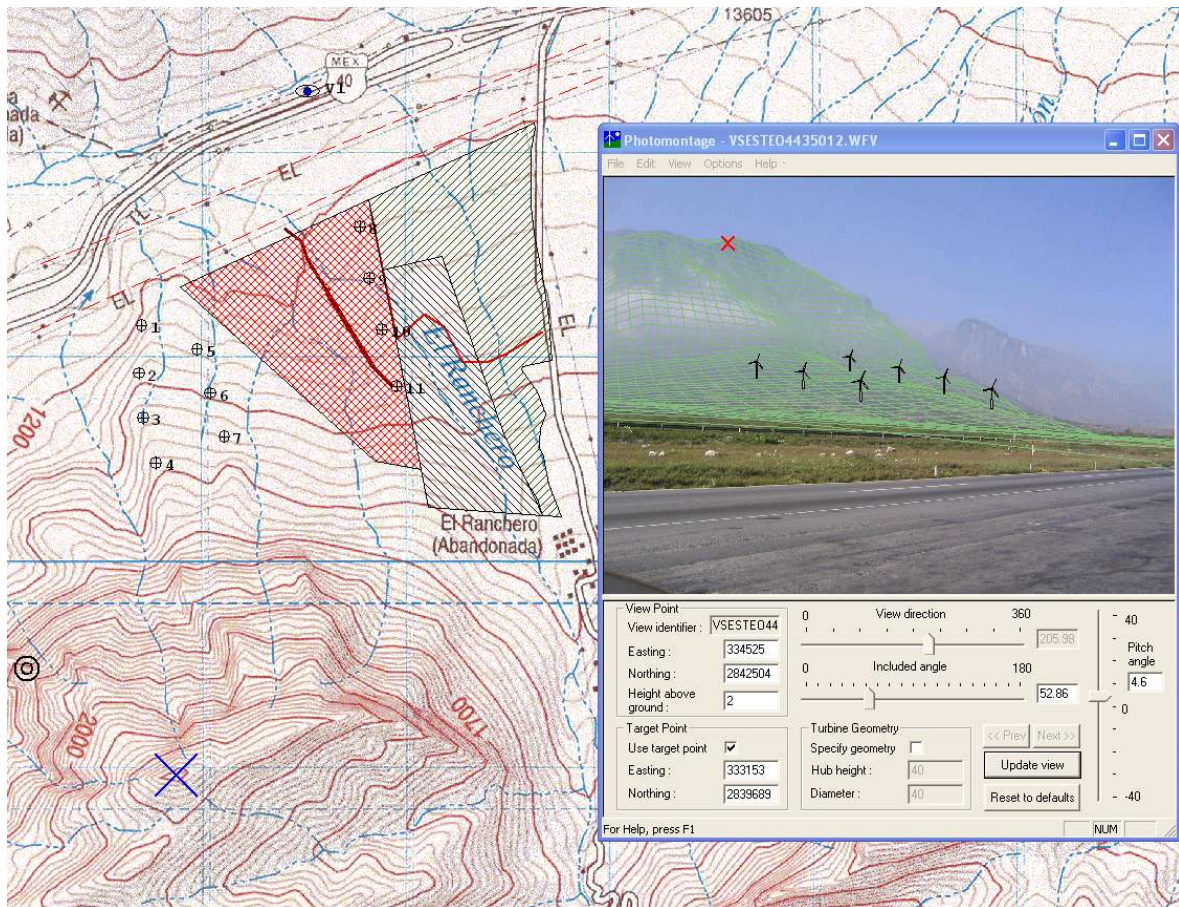 13605
MEX
40
v1
ón
a
nada
a)
EL
TL
EL
EL
1
2
3
4
5
6
7
8
9
10
11
1200
El Ranchero
El Ranchero
(Abandonada)
2000
1700
20
Photomontage - VSESTEO4435012.WFV
File Edit View Options Help
View Point
View identifier : VSESTEO44
Easting : 334525
Northing : 2842504
Height above
ground : 2
0 View direction 360
205.98
0 Included angle 180
52.86
40
Pitch
angle
4.6
0
-40
Target Point
Use target point
Easting : 333153
Northing : 2839689
Turbine Geometry
Specify geometry
Hub height : 40
Diameter : 40
<< Prev Next >>
Update view
Reset to defaults
For Help, press F1
NUM